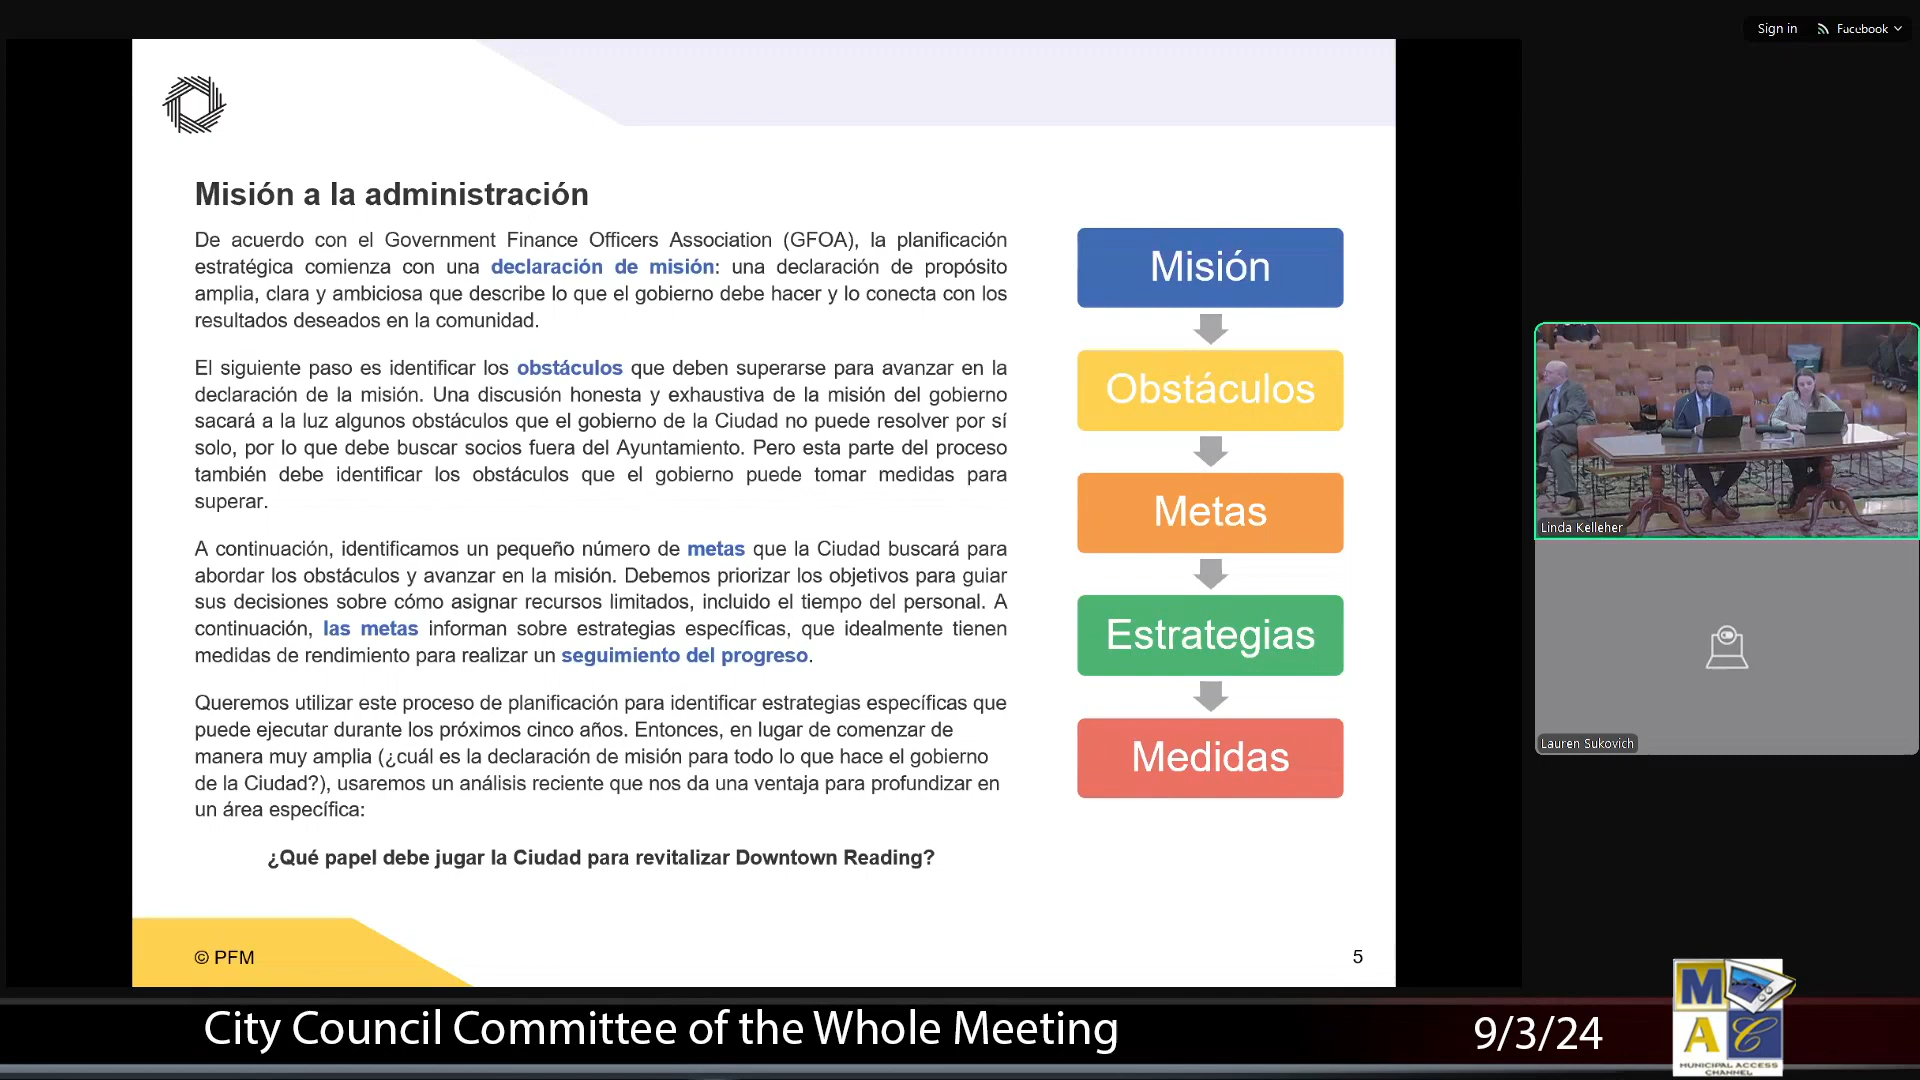 Sign in
Facebook
Misión a la administración
De acuerdo con el Government Finance Officers Association (GFOA), la planificación
estratégica comienza con una declaración de misión: una declaración de propósito
amplia, clara y ambiciosa que describe lo que el gobierno debe hacer y lo conecta con los
resultados deseados en la comunidad.
El siguiente paso es identificar los obstáculos que deben superarse para avanzar en la
declaración de la misión. Una discusión honesta y exhaustiva de la misión del gobierno
sacará a la luz algunos obstáculos que el gobierno de la Ciudad no puede resolver por sí
solo, por lo que debe buscar socios fuera del Ayuntamiento. Pero esta parte del proceso
también debe identificar los obstáculos que el gobierno puede tomar medidas para
superar.
A continuación, identificamos un pequeño número de metas que la Ciudad buscará para
abordar los obstáculos y avanzar en la misión. Debemos priorizar los objetivos para guiar
sus decisiones sobre cómo asignar recursos limitados, incluido el tiempo del personal. A
continuación, las metas informan sobre estrategias específicas, que idealmente tienen
medidas de rendimiento para realizar un seguimiento del progreso.
Queremos utilizar este proceso de planificación para identificar estrategias específicas que
puede ejecutar durante los próximos cinco años. Entonces, en lugar de comenzar de
manera muy amplia (¿cuál es la declaración de misión para todo lo que hace el gobierno
de la Ciudad?), usaremos un análisis reciente que nos da una ventaja para profundizar en
un área específica:
¿Qué papel debe jugar la Ciudad para revitalizar Downtown Reading?
Misión
Obstáculos
Metas
Estrategias
Medidas
© PFM
5
Linda Kelleher
Lauren Sukovich
City Council Committee of the Whole Meeting
9/3/24
M
A C
MUNICIPAL ACCESS
CHANNEL